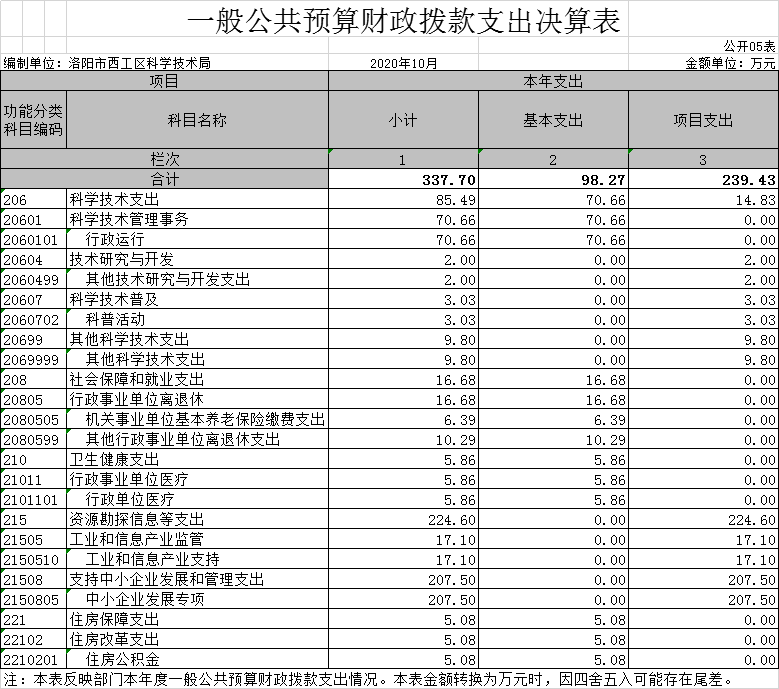 一般公共预算财政拨款支出决算表
公开05表
编制单位：洛阳市西工区科学技术局 2020年10月 金额单位：万元
项目 本年支出
功能分类科目编码 科目名称 小计 基本支出 项目支出
栏次 1 2 3
合计 337.70 98.27 239.43
206 科学技术支出 85.49 70.66 14.83
20601 科学技术管理事务 70.66 70.66 0.00
2060101 行政运行 70.66 70.66 0.00
20604 技术研究与开发 2.00 0.00 2.00
2060499 其他技术研究与开发支出 2.00 0.00 2.00
20607 科学技术普及 3.03 0.00 3.03
2060702 科普活动 3.03 0.00 3.03
20699 其他科学技术支出 9.80 0.00 9.80
2069999 其他科学技术支出 9.80 0.00 9.80
208 社会保障和就业支出 16.68 16.68 0.00
20805 行政事业单位离退休 16.68 16.68 0.00
2080505 机关事业单位基本养老保险缴费支出 6.39 6.39 0.00
2080599 其他行政事业单位离退休支出 10.29 10.29 0.00
210 卫生健康支出 5.86 5.86 0.00
21011 行政事业单位医疗 5.86 5.86 0.00
2101101 行政单位医疗 5.86 5.86 0.00
215 资源勘探信息等支出 224.60 0.00 224.60
21505 工业和信息产业监管 17.10 0.00 17.10
2150510 工业和信息产业支持 17.10 0.00 17.10
21508 支持中小企业发展和管理支出 207.50 0.00 207.50
2150805 中小企业发展专项 207.50 0.00 207.50
221 住房保障支出 5.08 5.08 0.00
22102 住房改革支出 5.08 5.08 0.00
2210201 住房公积金 5.08 5.08 0.00
注：本表反映部门本年度一般公共预算财政拨款支出情况。本表金额转换为万元时，因四舍五入可能存在尾差。